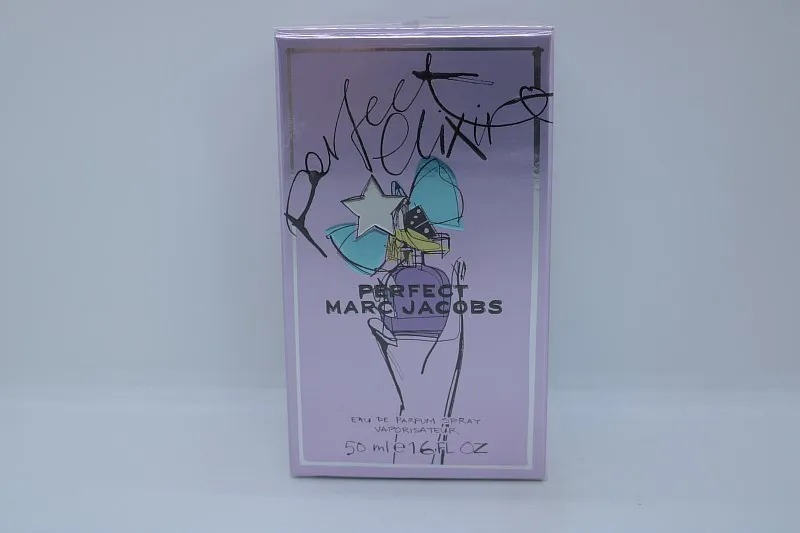 Perfect
elixir
PERFECT
MARC JACOBS
EAU DE PARFUM SPRAY
VAPORISATEUR
50 ml e 1.6 FL OZ